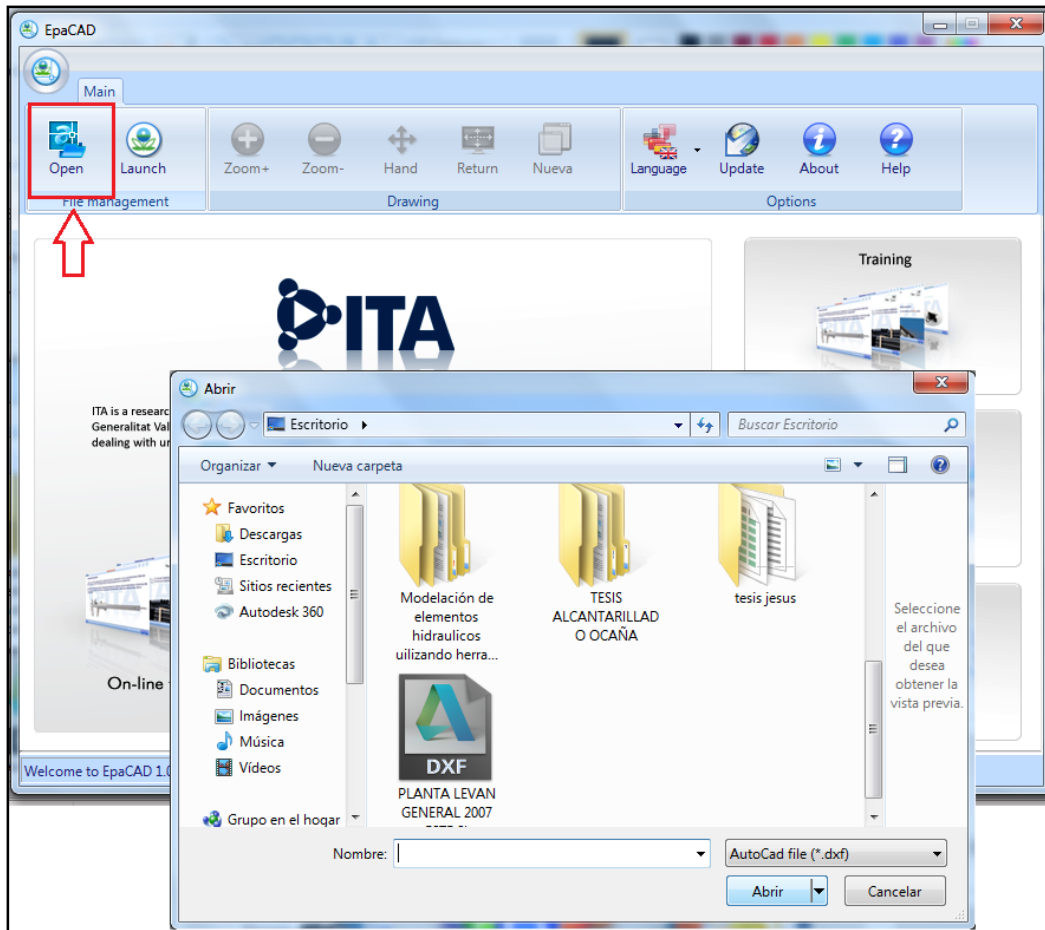 EpaCAD
Main
Open Launch Zoom+ Zoom- Hand Return Nueva Language Update About Help
File management Drawing Options
ITA
Training
ITA is a researc
Generalitat Val
dealing with ur
On-line
Welcome to EpaCAD 1.0
Abrir
Escritorio
Buscar Escritorio
Organizar Nueva carpeta
Favoritos
Descargas
Escritorio
Sitios recientes
Autodesk 360
Bibliotecas
Documentos
Imágenes
Música
Vídeos
Grupo en el hogar
Modelación de
elementos
hidraulicos
uilizando herra...
TESIS
ALCANTARILLAD
O OCAÑA
tesis jesus
DXF
PLANTA LEVAN
GENERAL 2007
Seleccione
el archivo
del que
desea
obtener la
vista previa.
Nombre:
AutoCad file (*.dxf)
Abrir Cancelar